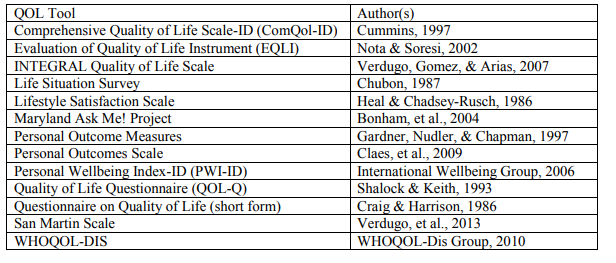 QOL Tool Author(s)
Comprehensive Quality of Life Scale-ID (ComQol-ID) Cummins, 1997
Evaluation of Quality of Life Instrument (EQLI) Nota & Soresi, 2002
INTEGRAL Quality of Life Scale Verdugo, Gomez, & Arias, 2007
Life Situation Survey Chubon, 1987
Lifestyle Satisfaction Scale Heal & Chadsey-Rusch, 1986
Maryland Ask Me! Project Bonham, et al., 2004
Personal Outcome Measures Gardner, Nudler, & Chapman, 1997
Personal Outcomes Scale Claes, et al., 2009
Personal Wellbeing Index-ID (PWI-ID) International Wellbeing Group, 2006
Quality of Life Questionnaire (QOL-Q) Shalock & Keith, 1993
Questionnaire on Quality of Life (short form) Craig & Harrison, 1986
San Martin Scale Verdugo, et al., 2013
WHOQOL-DIS WHOQOL-Dis Group, 2010